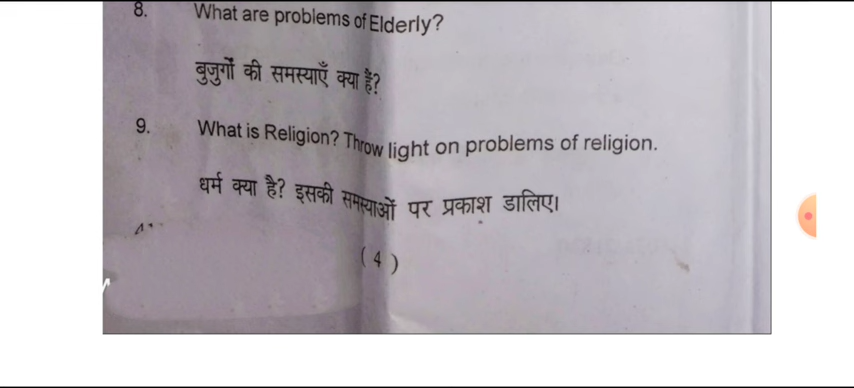 8. What are problems of Elderly?
बुजुर्गों की समस्याएँ क्या हैं?
9. What is Religion? Throw light on problems of religion.
धर्म क्या है? इसकी समस्याओं पर प्रकाश डालिए।
( 4 )